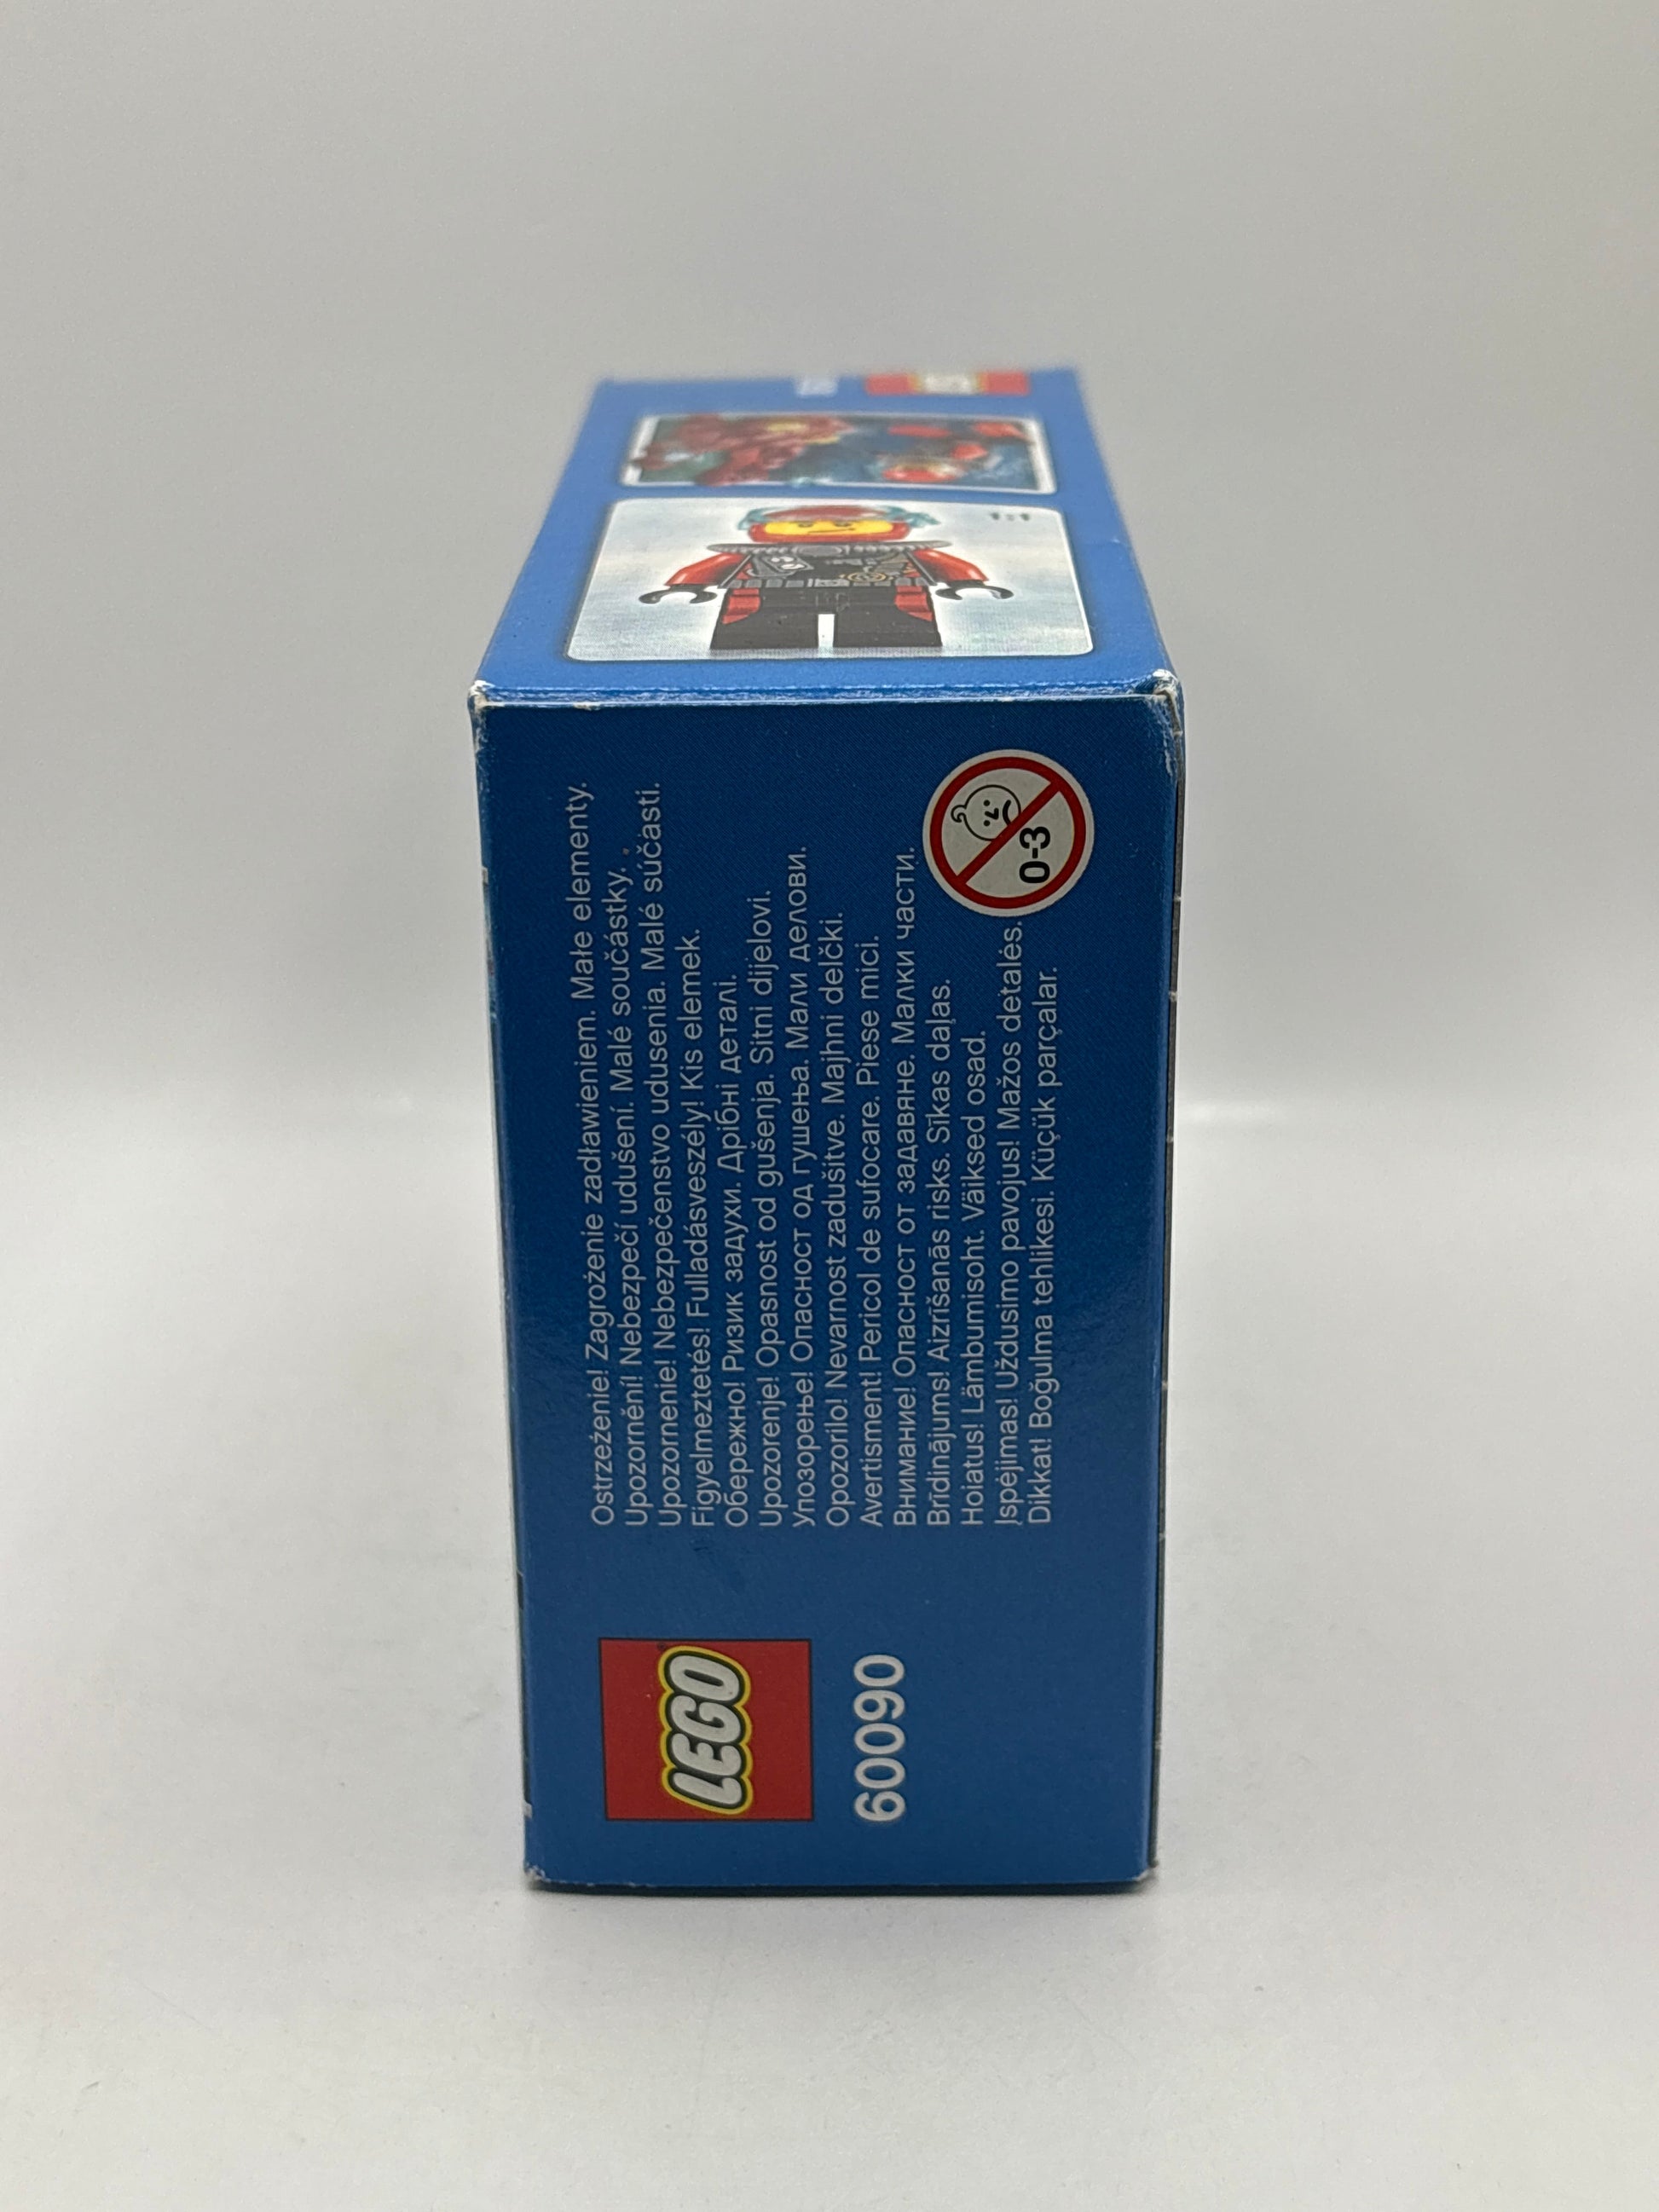 Ostrzeżenie! Zagrożenie zadławieniem. Małe elementy.
Upozornění! Nebezpečí udušení. Malé součástky.
Upozornenie! Nebezpečenstvo udusenia. Malé súčasti.
Figyelmeztetés! Fulladásveszély! Kis elemek.
Обережно! Ризик задухи. Дрібні деталі.
Upozorenje! Opasnost od gušenja. Sitni dijelovi.
Упозорење! Опасност од гушења. Мали делови.
Opozorilo! Nevarnost zadušitve. Majhni delčki.
Avertisment! Pericol de sufocare. Piese mici.
Внимание! Опасност от задавяне. Малки части.
Brīdinājums! Aizrīšanās risks. Sīkas daļas.
Hoiatus! Lämbumisoht. Väiksed osad.
Įspėjimas! Uždusimo pavojus! Mažos detalės.
Dikkat! Boğulma tehlikesi. Küçük parçalar.
0-3
LEGO
60090
1:1